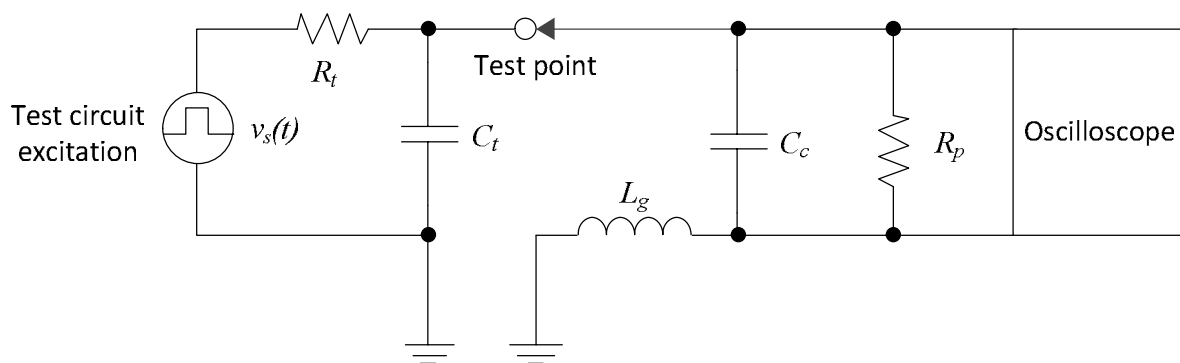 R_t
Test point
Test circuit
excitation
v_s(t)
C_t
C_c
R_p
Oscilloscope
L_g